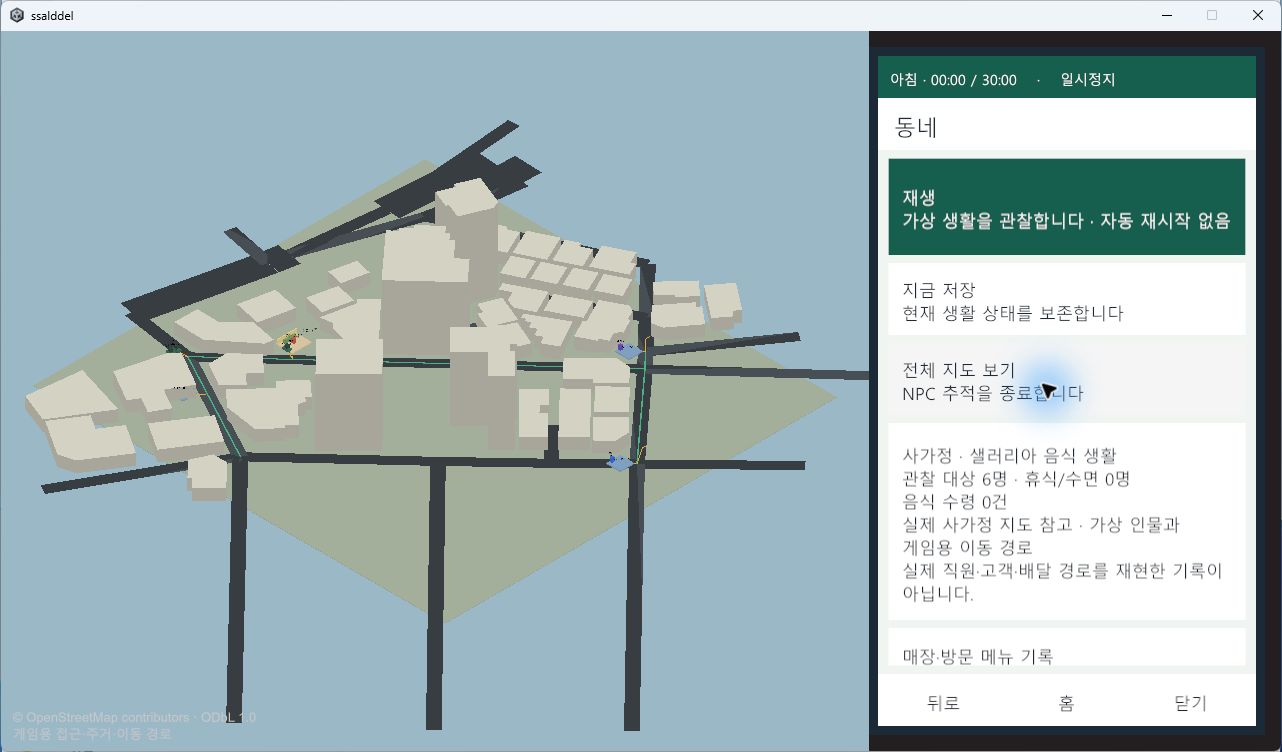 ssalddel
아침 · 00:00 / 30:00 · 일시정지
동네
재생
가상 생활을 관찰합니다 · 자동 재시작 없음
지금 저장
현재 생활 상태를 보존합니다
전체 지도 보기
NPC 추적을 종료합니다
사가정 · 샐러리아 음식 생활
관찰 대상 6명 · 휴식/수면 0명
음식 수령 0건
실제 사가정 지도 참고 · 가상 인물과
게임용 이동 경로
실제 직원·고객·배달 경로를 재현한 기록이
아닙니다.
매장·방문 메뉴 기록
뒤로 홈 닫기
© OpenStreetMap contributors · ODbL 1.0
게임용 접근·주거·이동 경로